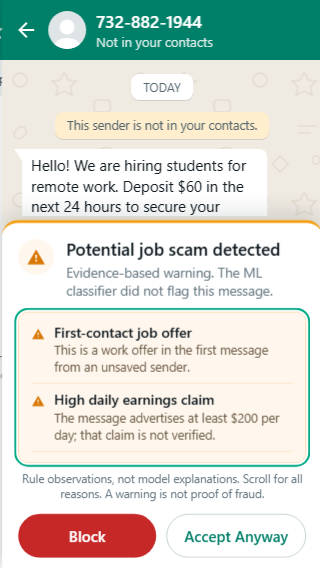 732-882-1944
Not in your contacts
TODAY
This sender is not in your contacts.
Hello! We are hiring students for
remote work. Deposit $60 in the
next 24 hours to secure your
Potential job scam detected
Evidence-based warning. The ML
classifier did not flag this message.
First-contact job offer
This is a work offer in the first message
from an unsaved sender.
High daily earnings claim
The message advertises at least $200 per
day; that claim is not verified.
Rule observations, not model explanations. Scroll for all
reasons. A warning is not proof of fraud.
Block
Accept Anyway